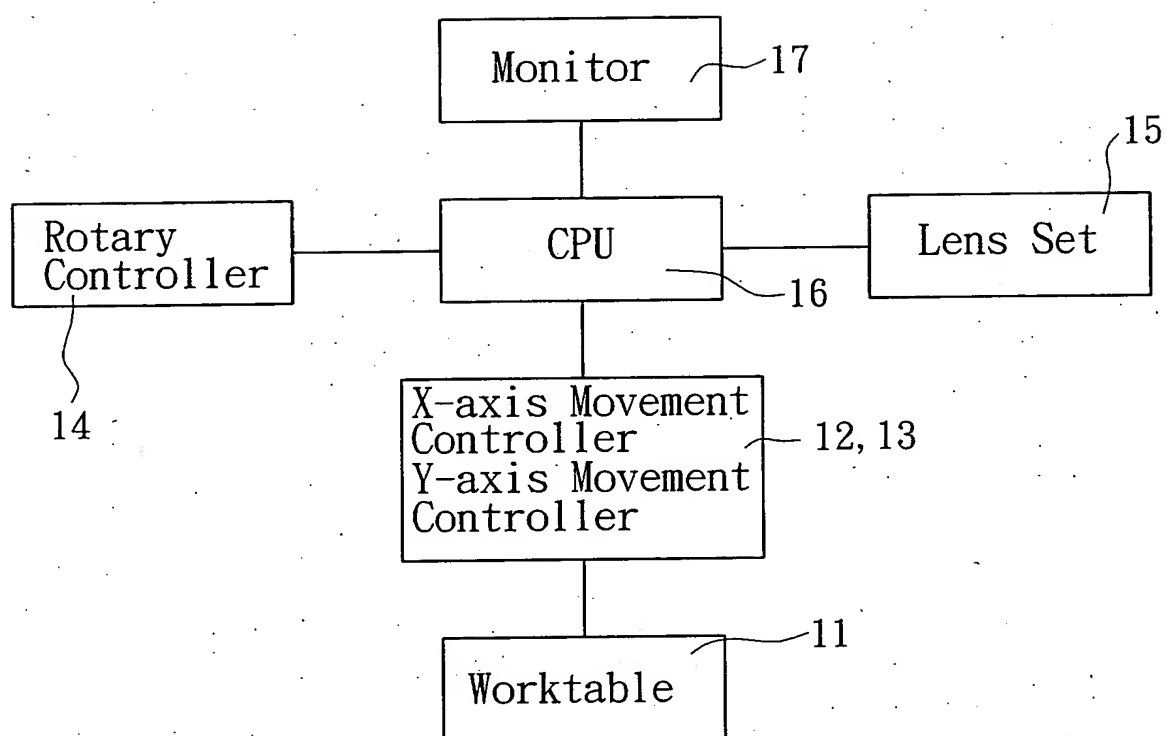 Monitor
17
15
Rotary
Controller
CPU
Lens Set
16
14
X-axis Movement
Controller
Y-axis Movement
Controller
12, 13
11
Worktable